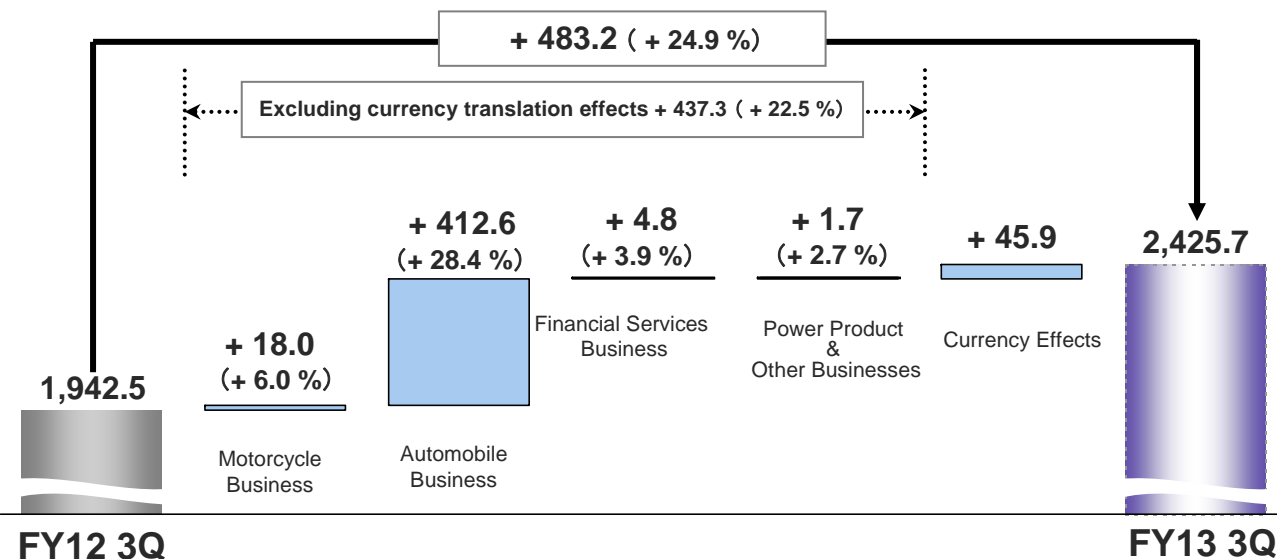 + 483.2 ( + 24.9 %)
Excluding currency translation effects + 437.3 ( + 22.5 %)
1,942.5
+ 18.0
(+ 6.0 %)
Motorcycle
Business
+ 412.6
(+ 28.4 %)
Automobile
Business
+ 4.8
(+ 3.9 %)
Financial Services
Business
+ 1.7
(+ 2.7 %)
Power Product
&
Other Businesses
+ 45.9
Currency Effects
2,425.7
FY12 3Q
FY13 3Q